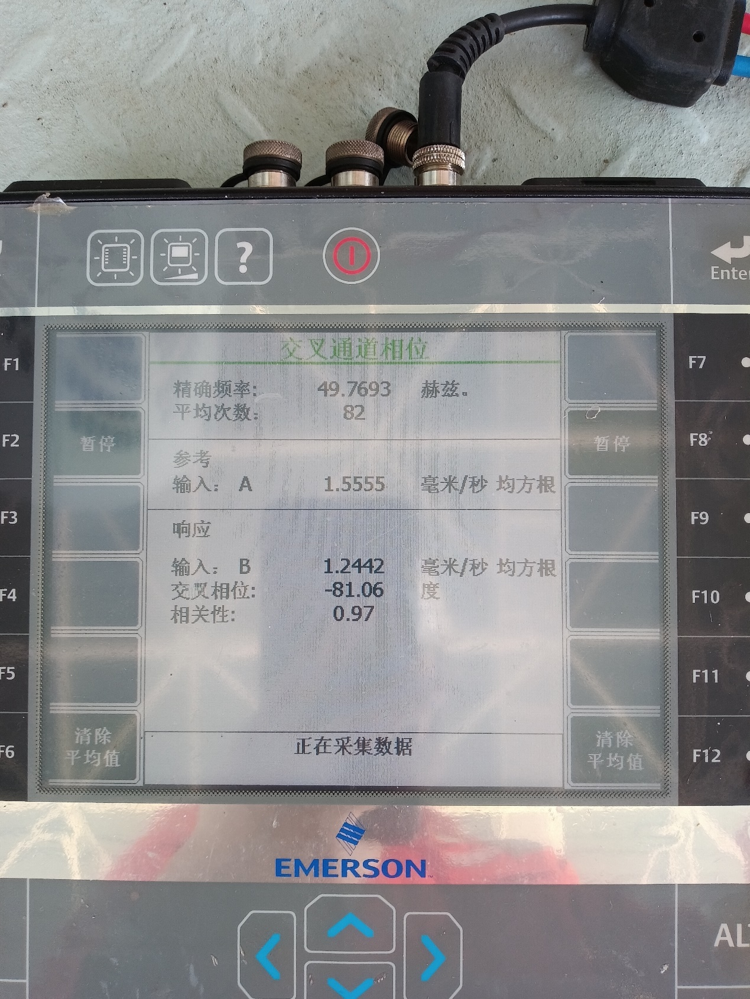 ?
Enter
交叉通道相位
F1
F7
精确频率: 49.7693 赫兹。
平均次数: 82
F2
暂停
暂停
F8
参考
输入: A 1.5555 毫米/秒 均方根
F3
F9
响应
输入: B 1.2442 毫米/秒 均方根
交叉相位: -81.06 度
相关性: 0.97
F4
F10
F5
F11
清除
平均值
清除
平均值
F6
F12
正在采集数据
EMERSON